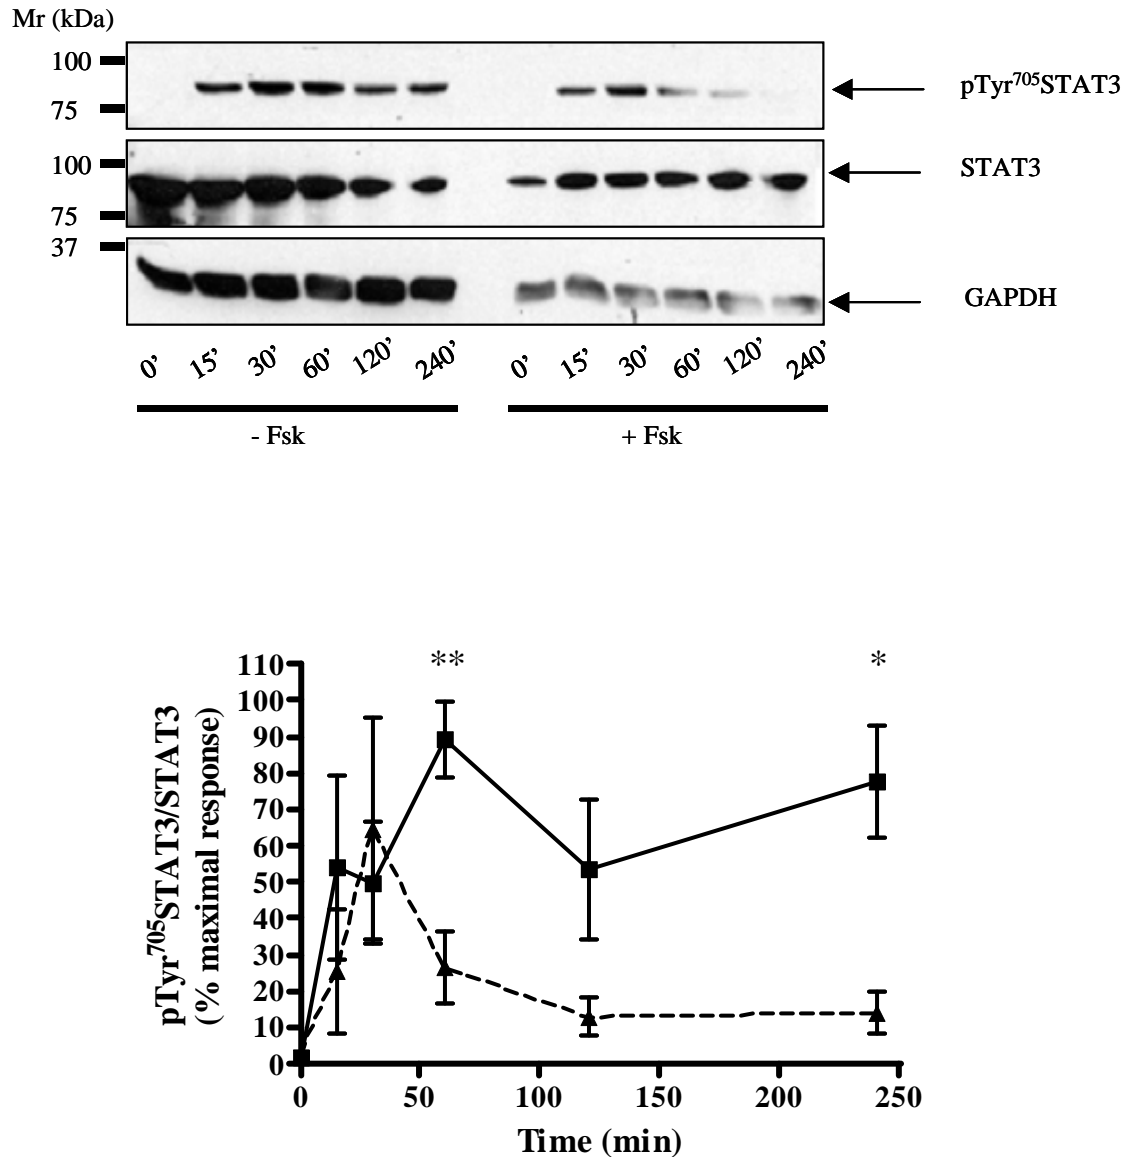 Mr (kDa)
100
75
pTyr⁷⁰⁵STAT3
100
75
STAT3
37
GAPDH
0’ 15’ 30’ 60’ 120’ 240’ 0’ 15’ 30’ 60’ 120’ 240’
- Fsk + Fsk
** *
110
100
90
80
70
60
50
40
30
20
10
0
pTyr⁷⁰⁵STAT3/STAT3
(% maximal response)
0 50 100 150 200 250
Time (min)